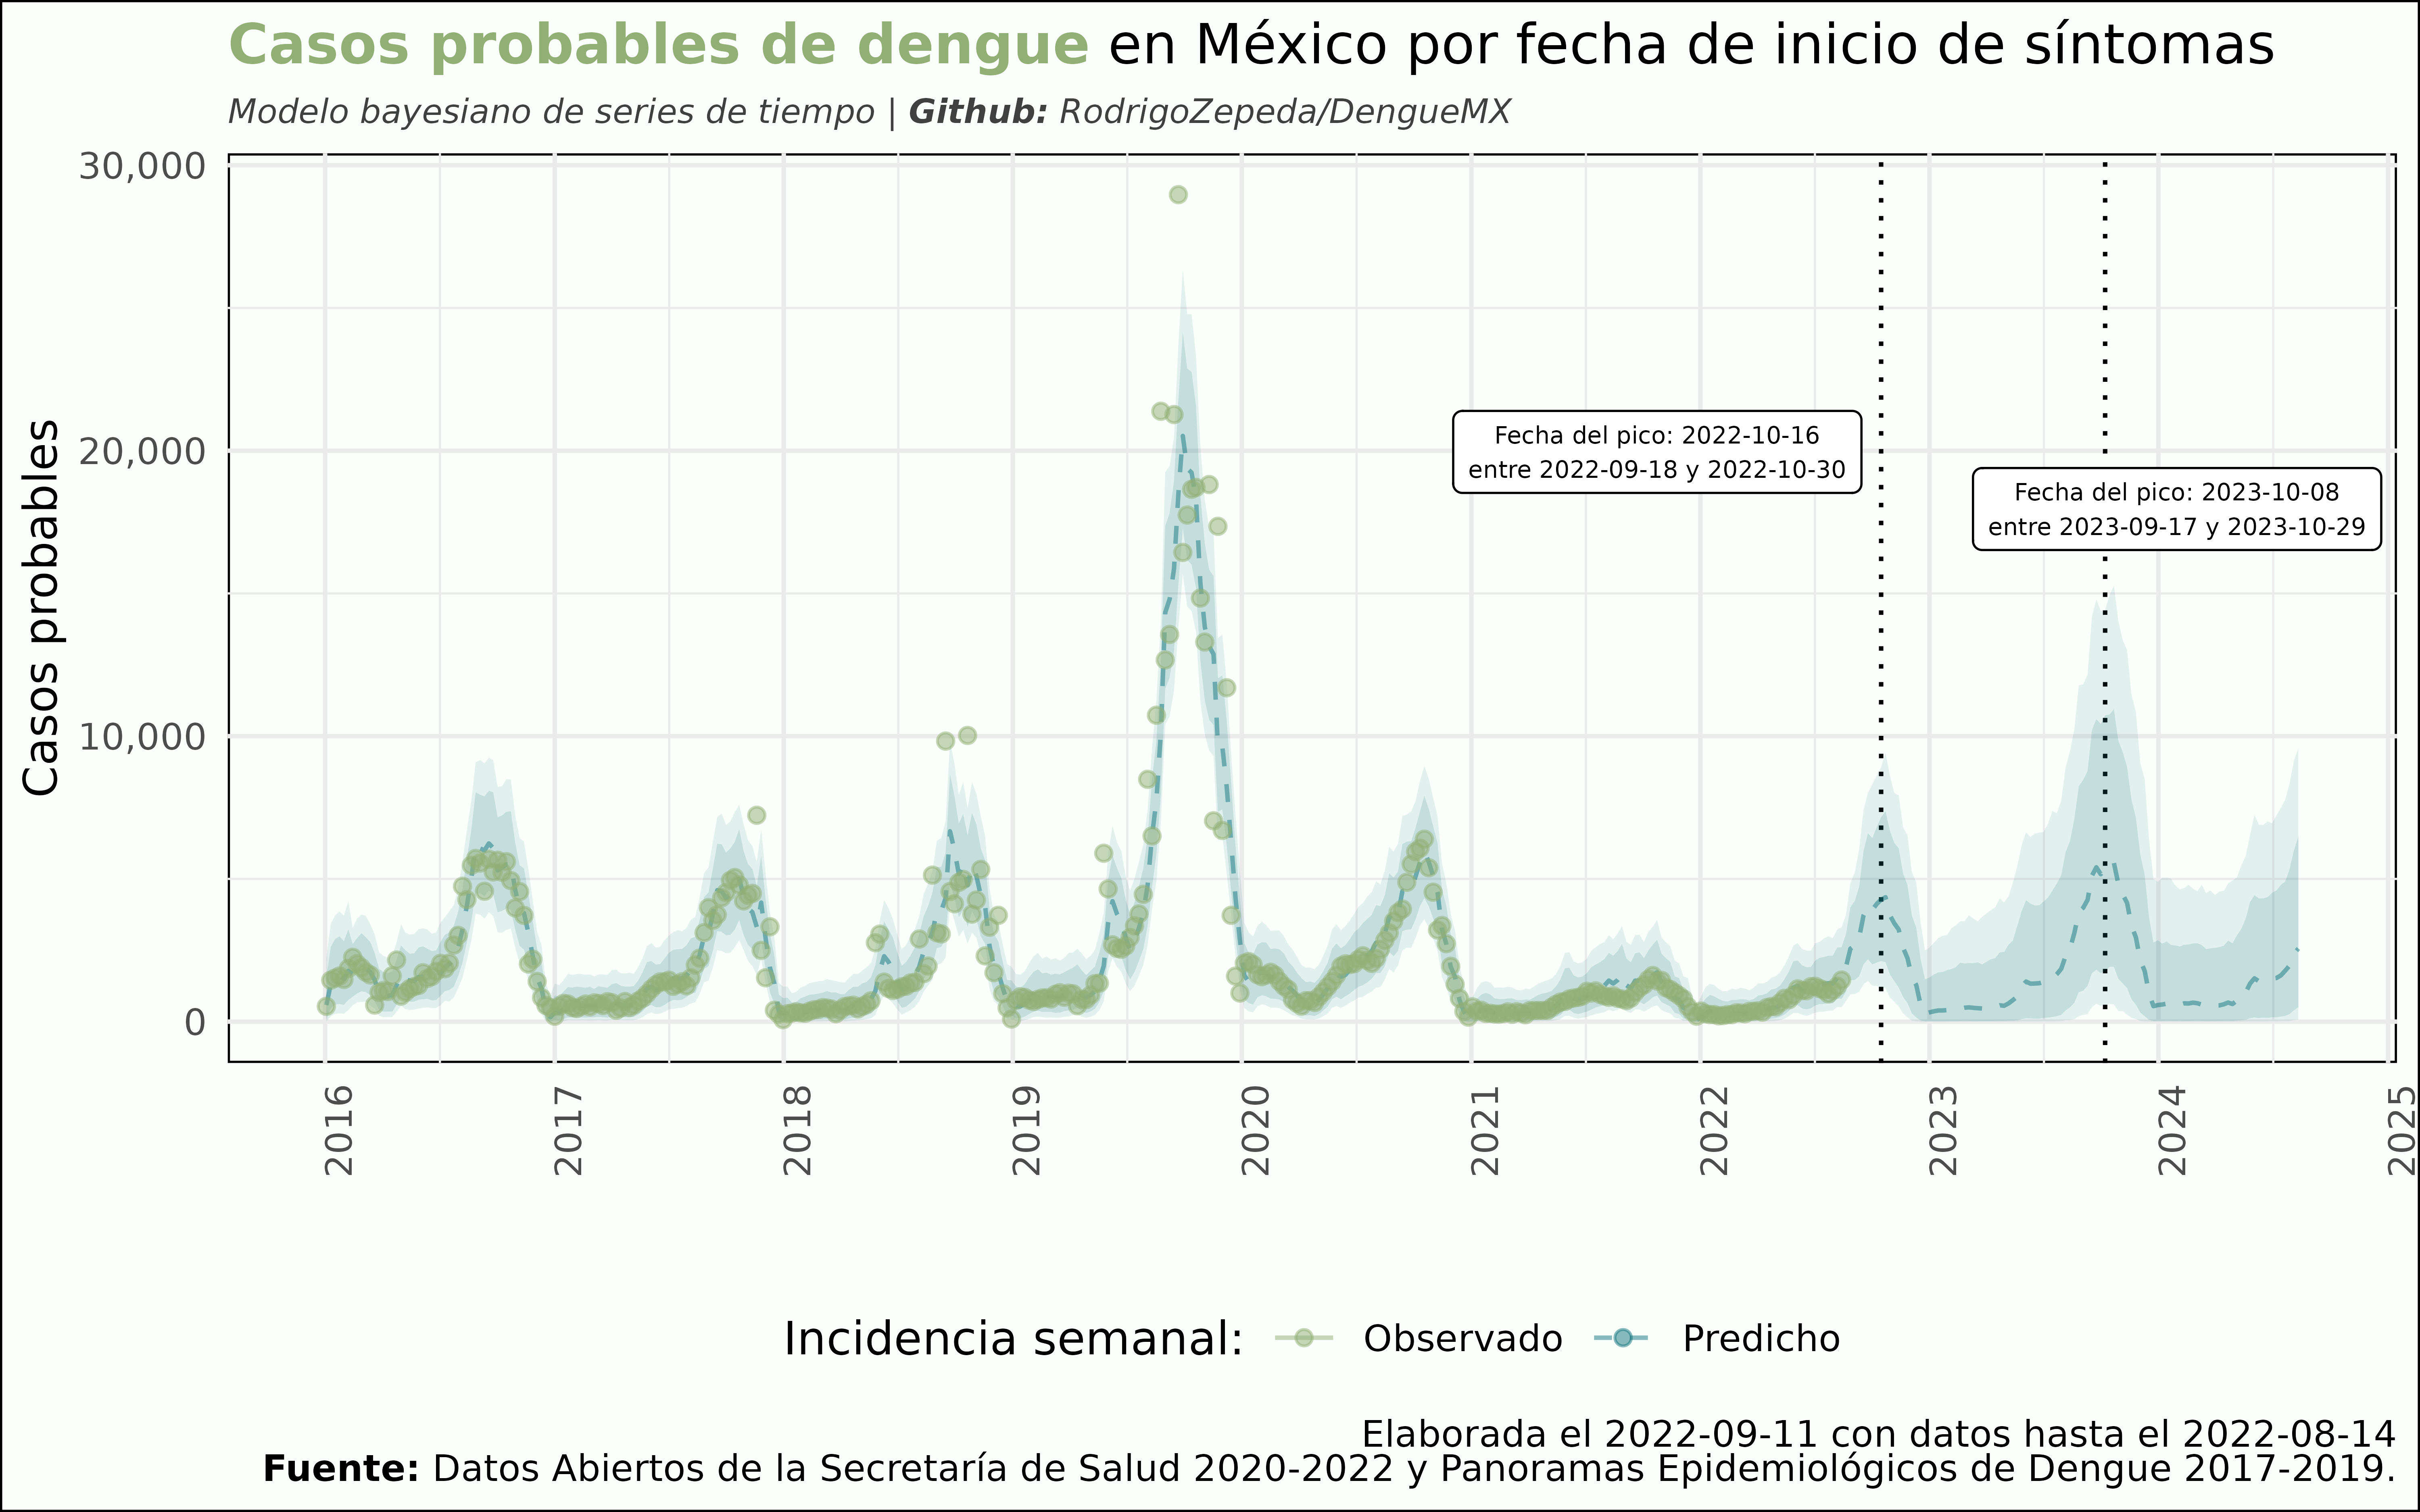 Casos probables de dengue en México por fecha de inicio de síntomas
Modelo bayesiano de series de tiempo | Github: RodrigoZepeda/DengueMX
Casos probables
30,000
20,000
10,000
0
Fecha del pico: 2022-10-16
entre 2022-09-18 y 2022-10-30
Fecha del pico: 2023-10-08
entre 2023-09-17 y 2023-10-29
2016
2017
2018
2019
2020
2021
2022
2023
2024
2025
Incidencia semanal:
Observado
Predicho
Elaborada el 2022-09-11 con datos hasta el 2022-08-14
Fuente: Datos Abiertos de la Secretaría de Salud 2020-2022 y Panoramas Epidemiológicos de Dengue 2017-2019.